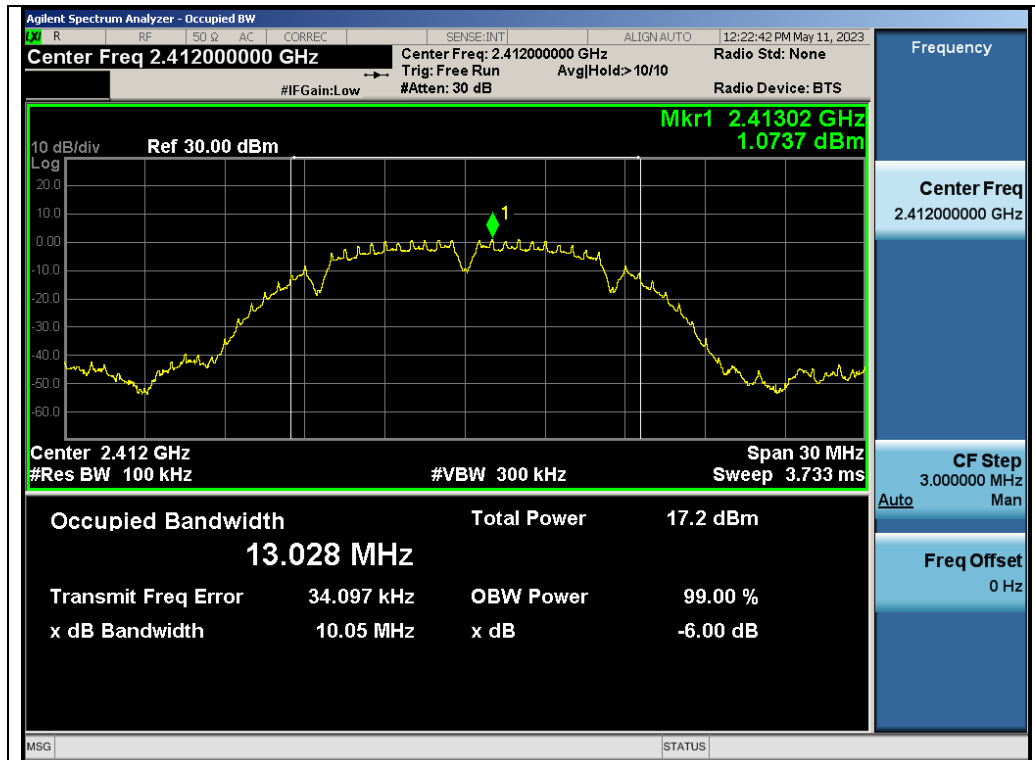 Agilent Spectrum Analyzer - Occupied BW
LXI R RF 50 Ω AC CORREC SENSE:INT ALIGN AUTO 12:22:42 PM May 11, 2023
Center Freq 2.412000000 GHz
Center Freq: 2.412000000 GHz Radio Std: None
Trig: Free Run Avg|Hold:>10/10
#IFGain:Low #Atten: 30 dB Radio Device: BTS
Mkr1 2.41302 GHz
1.0737 dBm
10 dB/div Ref 30.00 dBm
Log
20.0
10.0
0.00
-10.0
-20.0
-30.0
-40.0
-50.0
-60.0
1
Center 2.412 GHz Span 30 MHz
#Res BW 100 kHz #VBW 300 kHz Sweep 3.733 ms
Occupied Bandwidth Total Power 17.2 dBm
13.028 MHz
Transmit Freq Error 34.097 kHz OBW Power 99.00 %
x dB Bandwidth 10.05 MHz x dB -6.00 dB
MSG STATUS
Frequency
Center Freq
2.412000000 GHz
CF Step
3.000000 MHz
Auto Man
Freq Offset
0 Hz